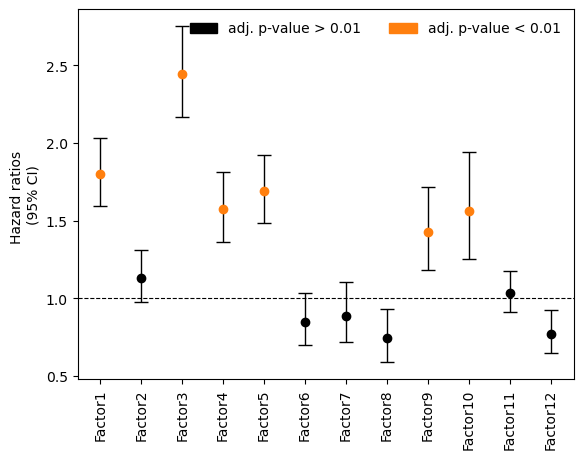 adj. p-value > 0.01
adj. p-value < 0.01
Hazard ratios
(95% CI)
2.5
2.0
1.5
1.0
0.5
Factor1
Factor2
Factor3
Factor4
Factor5
Factor6
Factor7
Factor8
Factor9
Factor10
Factor11
Factor12